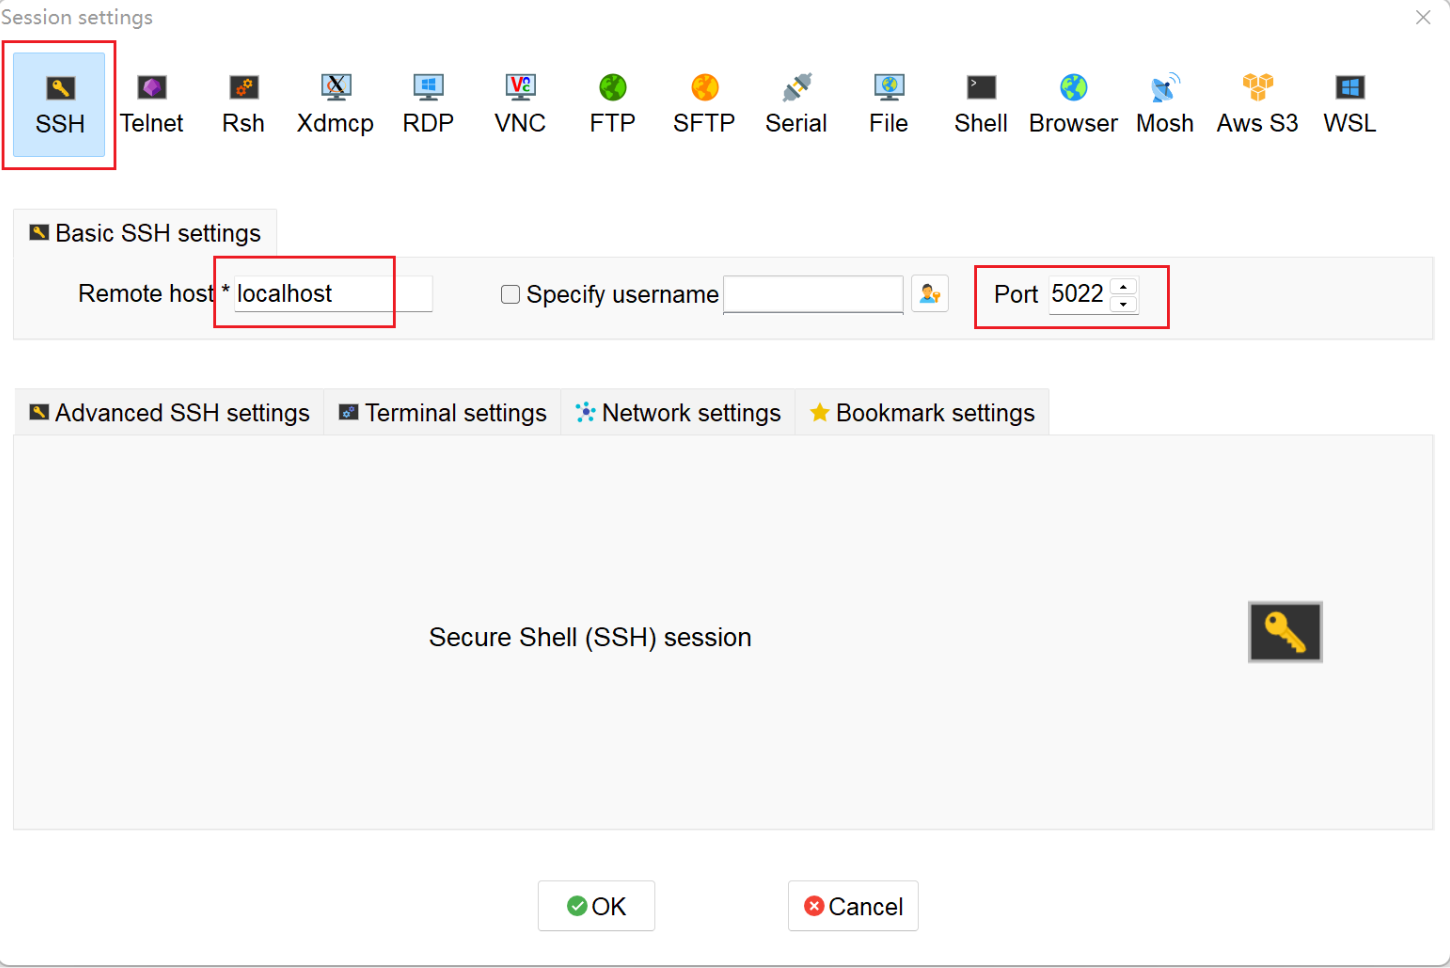 Session settings
SSH Telnet Rsh Xdmcp RDP VNC FTP SFTP Serial File Shell Browser Mosh Aws S3 WSL
Basic SSH settings
Remote host * localhost Specify username Port 5022
Advanced SSH settings Terminal settings Network settings Bookmark settings
Secure Shell (SSH) session
OK Cancel